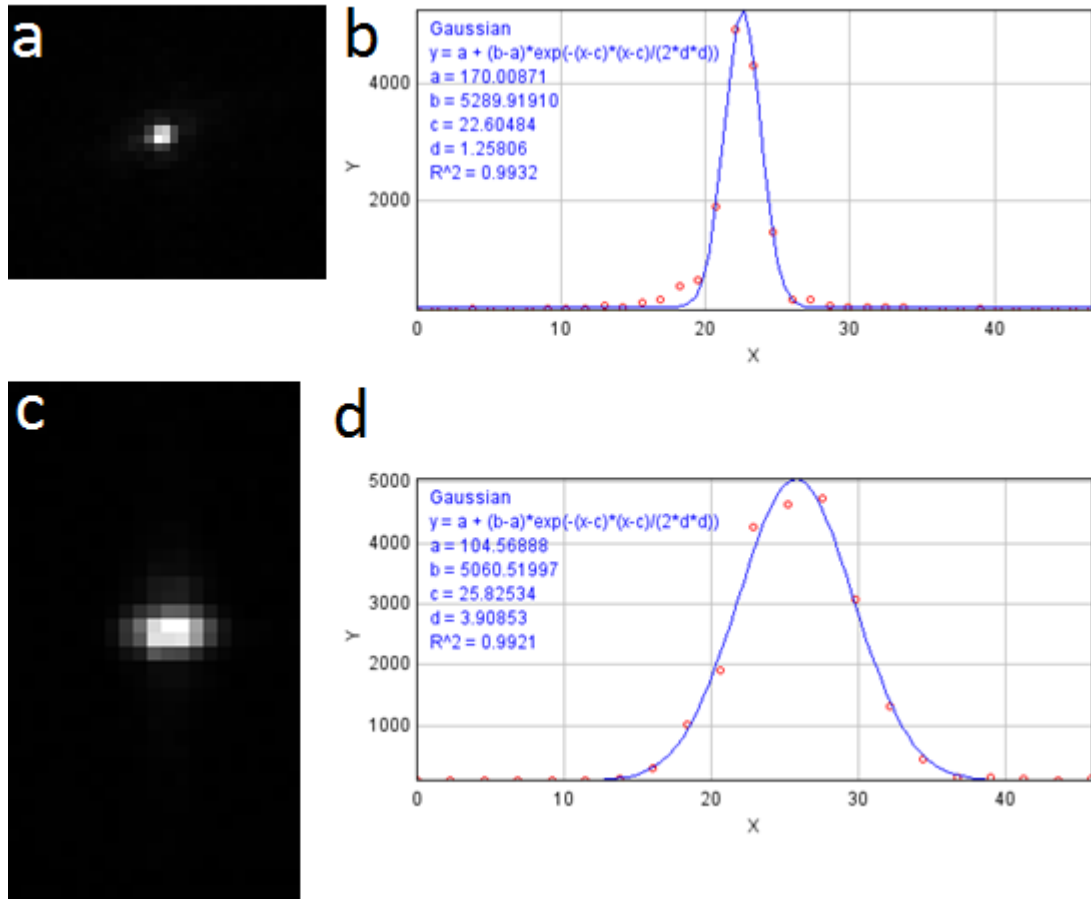 a
b
Gaussian
y = a + (b-a)*exp(-(x-c)*(x-c)/(2*d*d))
a = 170.00871
b = 5289.91910
c = 22.60484
d = 1.25806
R^2 = 0.9932
4000
2000
Y
0 10 20 30 40
X
c
d
Gaussian
y = a + (b-a)*exp(-(x-c)*(x-c)/(2*d*d))
a = 104.56888
b = 5060.51997
c = 25.82534
d = 3.90853
R^2 = 0.9921
5000
4000
3000
2000
1000
Y
0 10 20 30 40
X